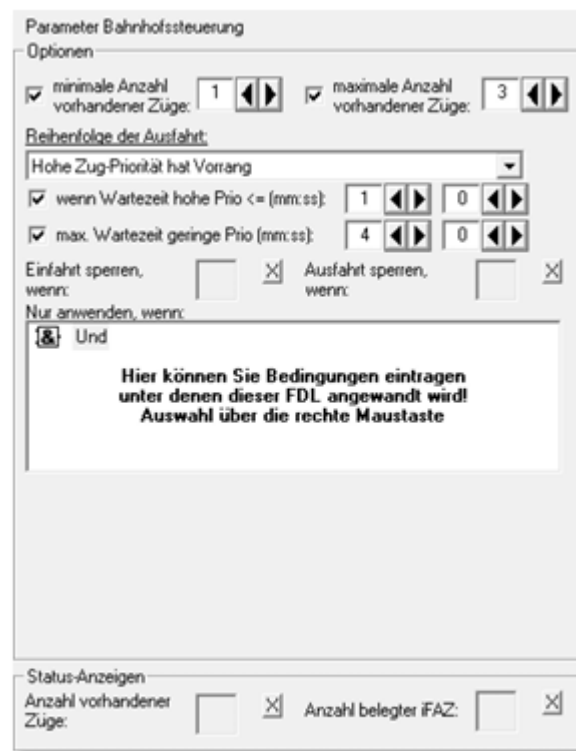 Parameter Bahnhofssteuerung
Optionen
minimale Anzahl vorhandener Züge: 1
maximale Anzahl vorhandener Züge: 3
Reihenfolge der Ausfahrt:
Hohe Zug-Priorität hat Vorrang
wenn Wartezeit hohe Prio <= (mm:ss): 1 0
max. Wartezeit geringe Prio (mm:ss): 4 0
Einfahrt sperren, wenn: X
Ausfahrt sperren, wenn: X
Nur anwenden, wenn:
& Und
Hier können Sie Bedingungen eintragen
unter denen dieser FDL angewandt wird!
Auswahl über die rechte Maustaste
Status-Anzeigen
Anzahl vorhandener Züge: X
Anzahl belegter iFAZ: X